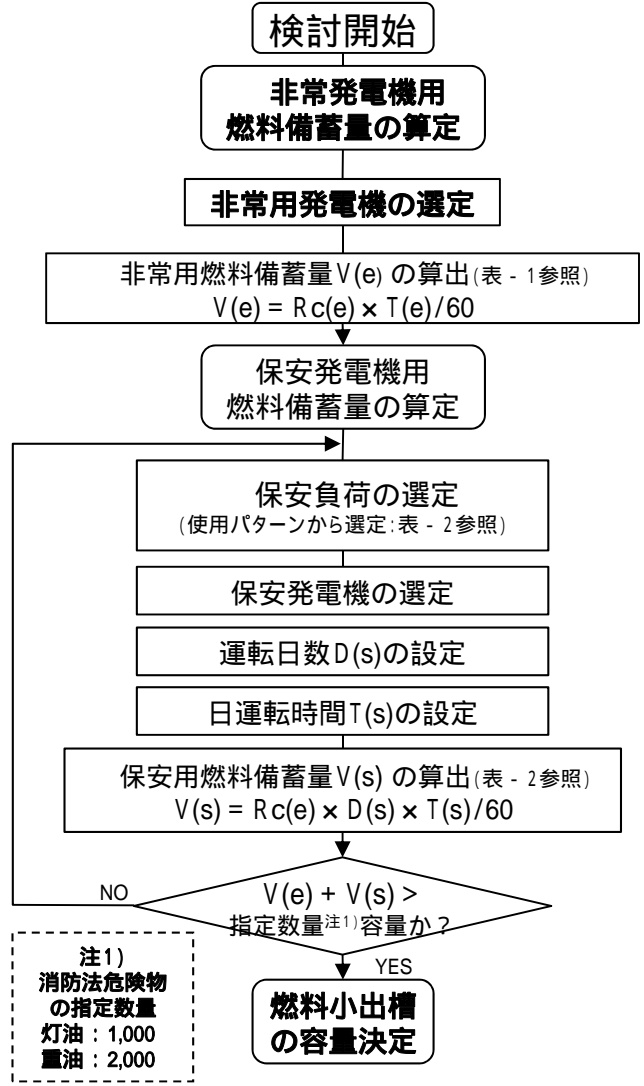 検討開始
非常発電機用
燃料備蓄量の算定
非常用発電機の選定
非常用燃料備蓄量V(e) の算出(表 - 1参照)
V(e) = Rc(e) × T(e)/60
保安発電機用
燃料備蓄量の算定
保安負荷の選定
(使用パターンから選定:表 - 2参照)
保安発電機の選定
運転日数D(s)の設定
日運転時間T(s)の設定
保安用燃料備蓄量V(s) の算出(表 - 2参照)
V(s) = Rc(e) × D(s) × T(s)/60
NO
V(e) + V(s) >
指定数量注1)容量か?
YES
注1)
消防法危険物
の指定数量
灯油 : 1,000
重油 : 2,000
燃料小出槽
の容量決定